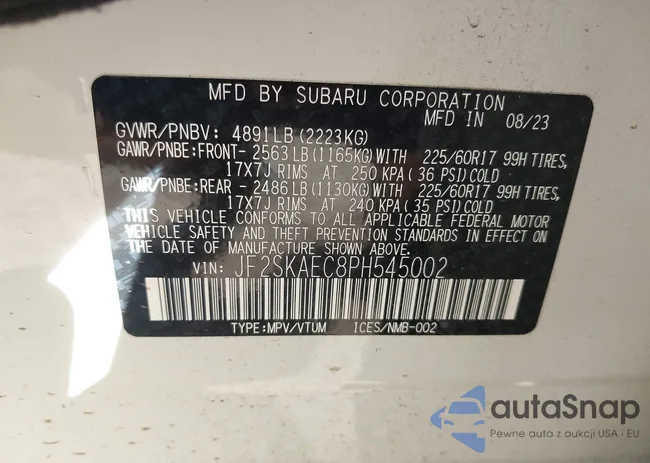 MFD BY SUBARU CORPORATION
MFD IN 08/23
GVWR/PNBV: 4891LB(2223KG)
GAWR/PNBE:FRONT- 2563LB(1165KG)WITH 225/60R17 99H TIRES,
17X7J RIMS AT 250 KPA(36 PSI)COLD
GAWR/PNBE:REAR - 2486LB(1130KG)WITH 225/60R17 99H TIRES,
17X7J RIMS AT 240 KPA(35 PSI)COLD
THIS VEHICLE CONFORMS TO ALL APPLICABLE FEDERAL MOTOR
VEHICLE SAFETY AND THEFT PREVENTION STANDARDS IN EFFECT ON
THE DATE OF MANUFACTURE SHOWN ABOVE.
VIN: JF2SKAEC8PH545002
TYPE:MPV/VTUM ICES/NMB-002
autaSnap
Pewne auta z aukcji USA · EU